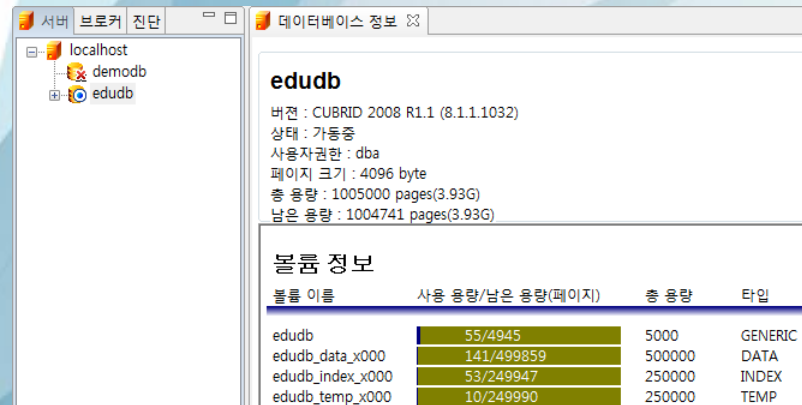 서버 브로커 진단
localhost
demodb
edudb
데이터베이스 정보
edudb
버젼 : CUBRID 2008 R1.1 (8.1.1.1032)
상태 : 가동중
사용자권한 : dba
페이지 크기 : 4096 byte
총 용량 : 1005000 pages(3.93G)
남은 용량 : 1004741 pages(3.93G)
볼륨 정보
볼륨 이름 사용 용량/남은 용량(페이지) 총 용량 타입
edudb 55/4945 5000 GENERIC
edudb_data_x000 141/499859 500000 DATA
edudb_index_x000 53/249947 250000 INDEX
edudb_temp_x000 10/249990 250000 TEMP